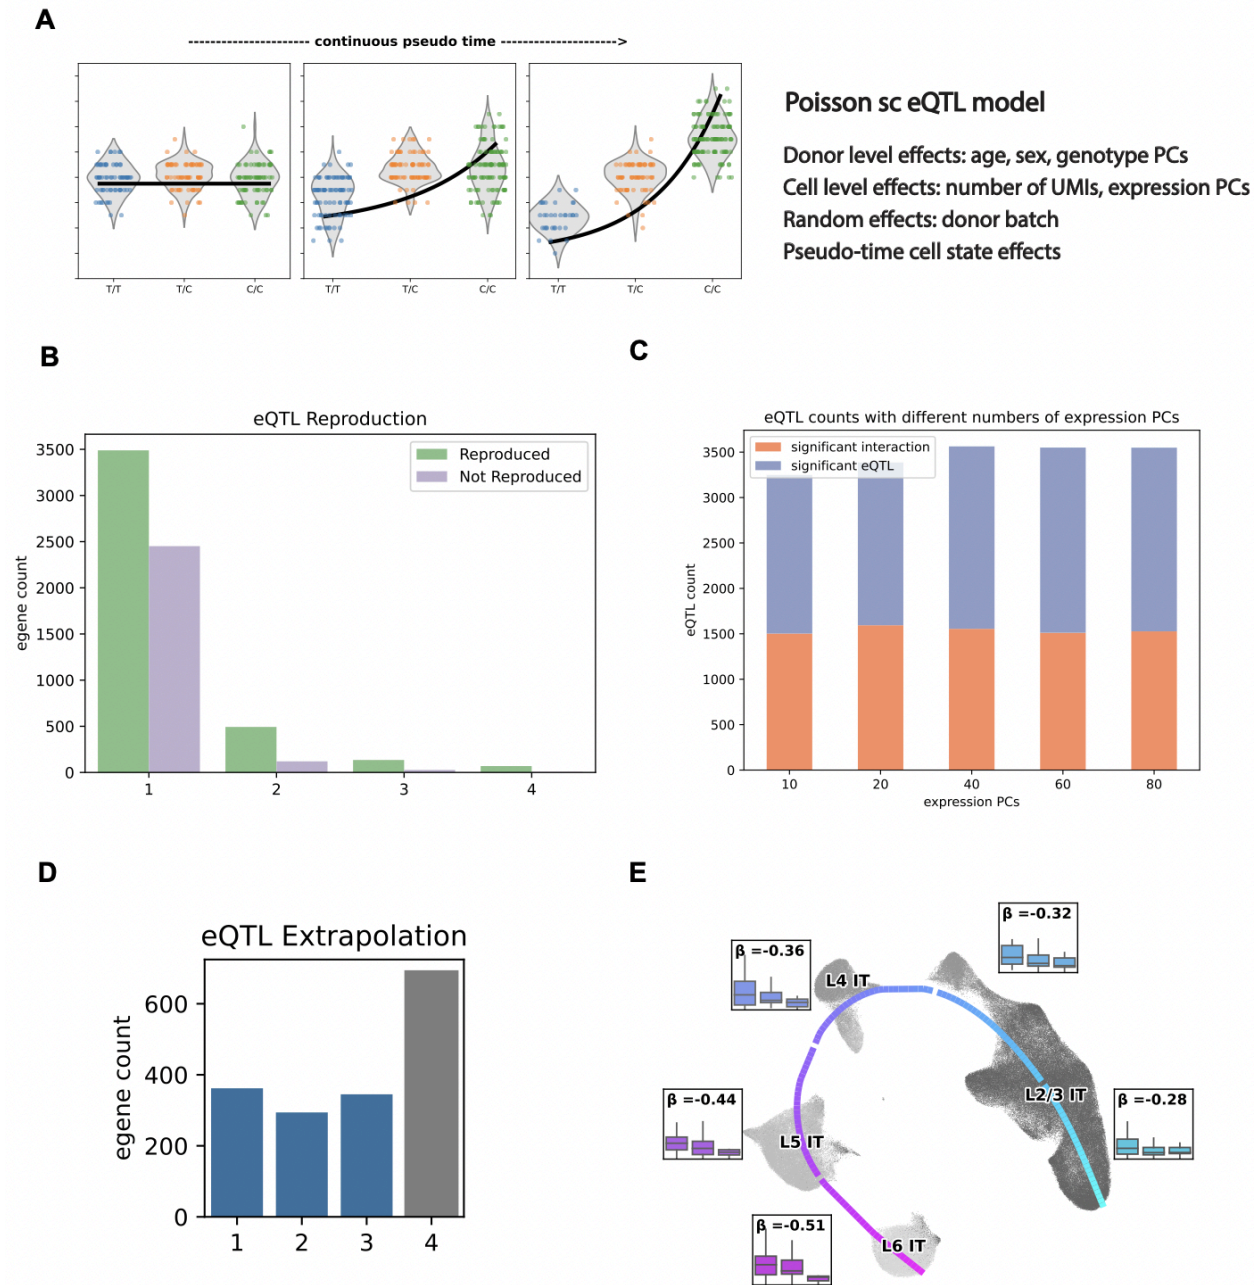 A
---------------------- continuous pseudo time --------------------->
T/T T/C C/C
T/T T/C C/C
T/T T/C C/C
Poisson sc eQTL model
Donor level effects: age, sex, genotype PCs
Cell level effects: number of UMIs, expression PCs
Random effects: donor batch
Pseudo-time cell state effects
B
eQTL Reproduction
Reproduced
Not Reproduced
egene count
3500
3000
2500
2000
1500
1000
500
0
1 2 3 4
C
eQTL counts with different numbers of expression PCs
significant interaction
significant eQTL
eQTL count
3500
3000
2500
2000
1500
1000
500
0
10 20 40 60 80
expression PCs
D
eQTL Extrapolation
egene count
600
400
200
0
1 2 3 4
E
β =-0.32
β =-0.36
L4 IT
L2/3 IT
β =-0.44
β =-0.28
L5 IT
β =-0.51
L6 IT